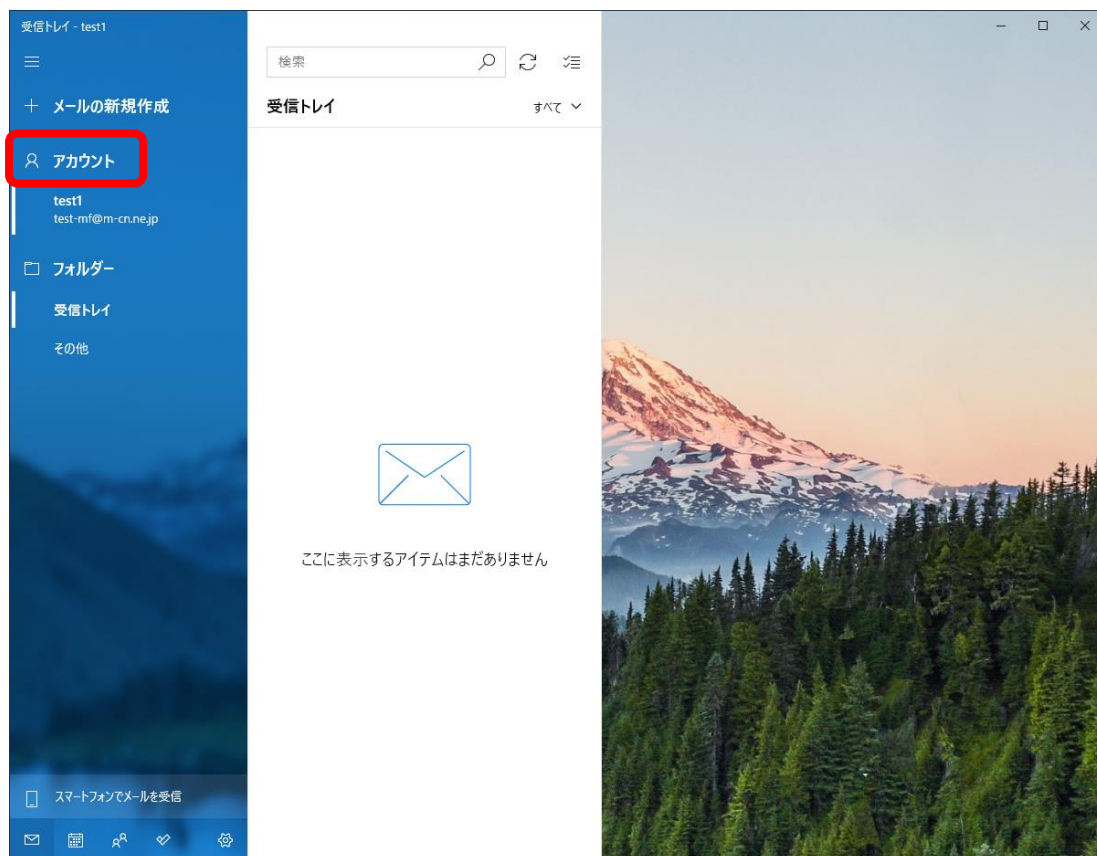 受信トレイ - test1
検索
メールの新規作成
受信トレイ
すべて
アカウント
test1
test-mf@m-cn.ne.jp
フォルダー
受信トレイ
その他
ここに表示するアイテムはまだありません
スマートフォンでメールを受信